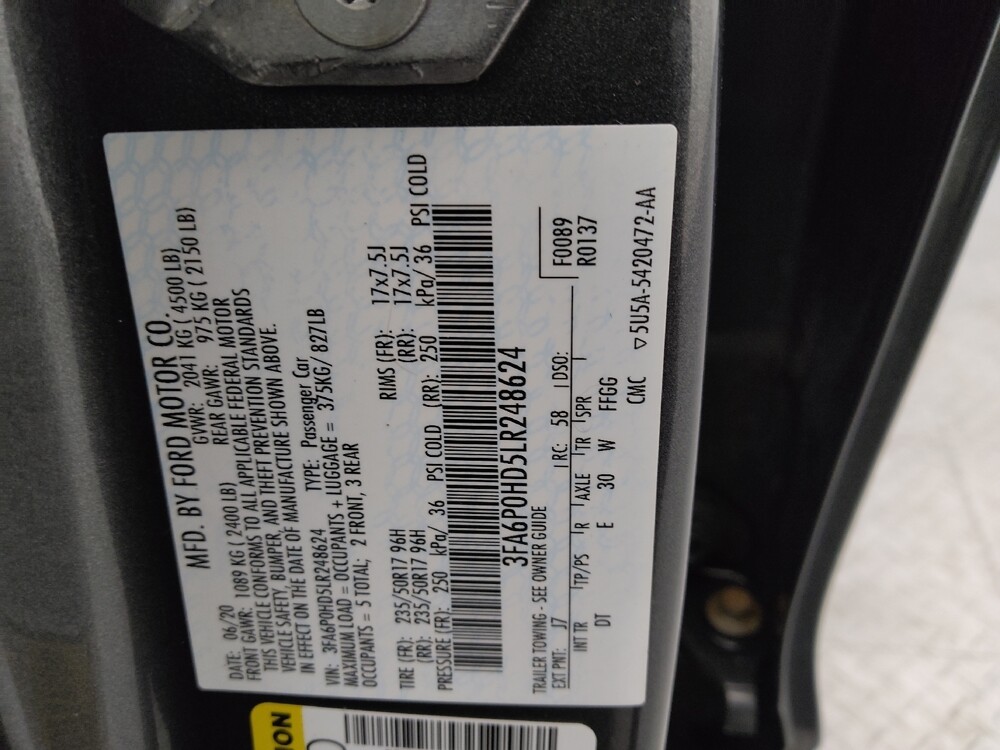 MFD. BY FORD MOTOR CO.
DATE: 06/20 GVWR: 2041 KG ( 4500 LB)
FRONT GAWR: 1089 KG ( 2400 LB) REAR GAWR: 975 KG ( 2150 LB)
THIS VEHICLE CONFORMS TO ALL APPLICABLE FEDERAL MOTOR
VEHICLE SAFETY, BUMPER, AND THEFT PREVENTION STANDARDS
IN EFFECT ON THE DATE OF MANUFACTURE SHOWN ABOVE.
VIN: 3FA6P0HD5LR248624 TYPE: Passenger Car
MAXIMUM LOAD = OCCUPANTS + LUGGAGE = 375KG/ 827LB
OCCUPANTS = 5 TOTAL; 2 FRONT, 3 REAR
TIRE (FR): 235/50R17 96H RIMS (FR): 17x7.5J
(RR): 235/50R17 96H (RR): 17x7.5J
PRESSURE (FR): 250 kPa/ 36 PSI COLD (RR): 250 kPa/ 36 PSI COLD
3FA6P0HD5LR248624
TRAILER TOWING - SEE OWNER GUIDE
F0089
R0137
EXT PNT: J7 RC: 58 DSO:
INT TR TP/PS R AXLE TR SPR
DT E 30 W FFGG
CMC
▽5U5A-5420472-AA
ION